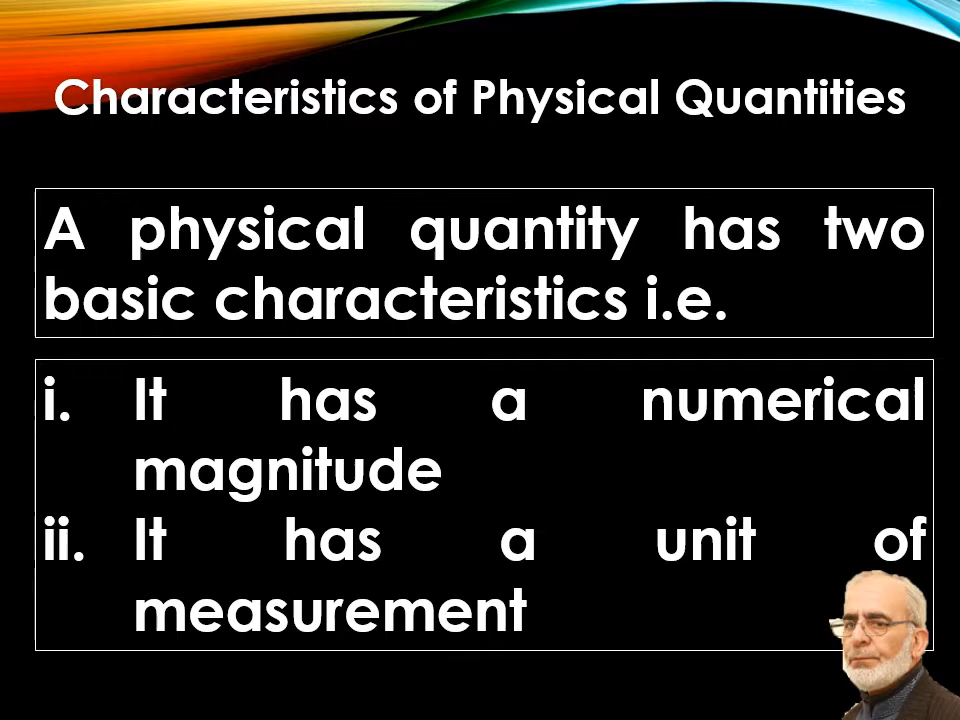 Characteristics of Physical Quantities
A physical quantity has two
basic characteristics i.e.
i. It has a numerical
magnitude
ii. It has a unit of
measurement